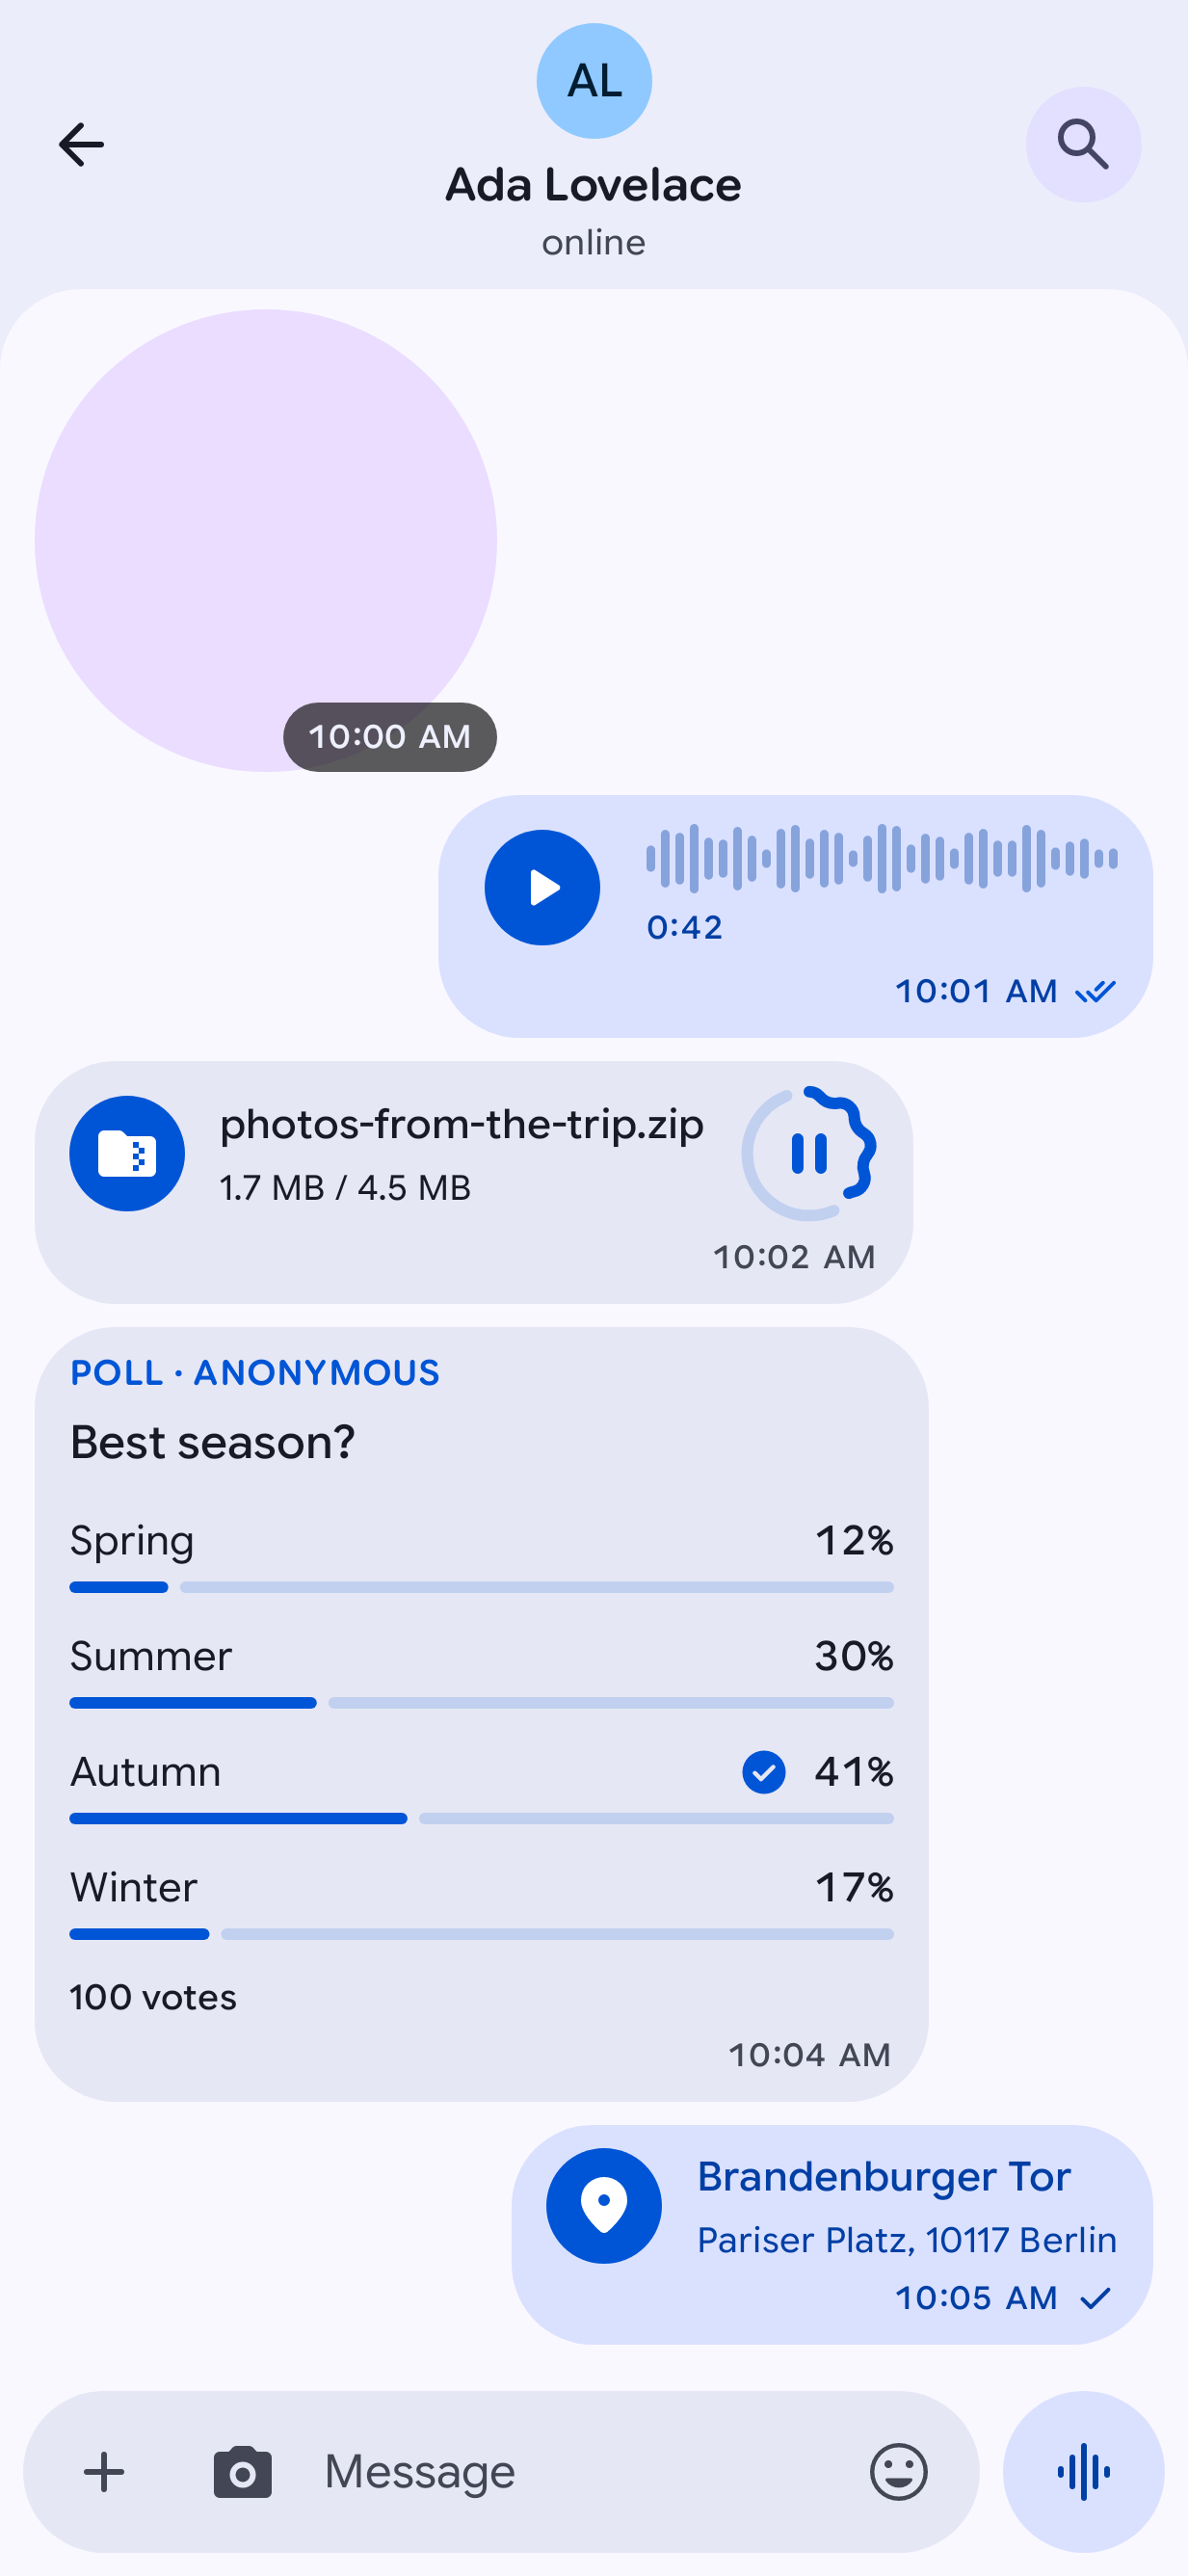 AL
Ada Lovelace
online
10:00 AM
0:42
10:01 AM
photos-from-the-trip.zip
1.7 MB / 4.5 MB
10:02 AM
POLL · ANONYMOUS
Best season?
Spring 12%
Summer 30%
Autumn 41%
Winter 17%
100 votes
10:04 AM
Brandenburger Tor
Pariser Platz, 10117 Berlin
10:05 AM
Message